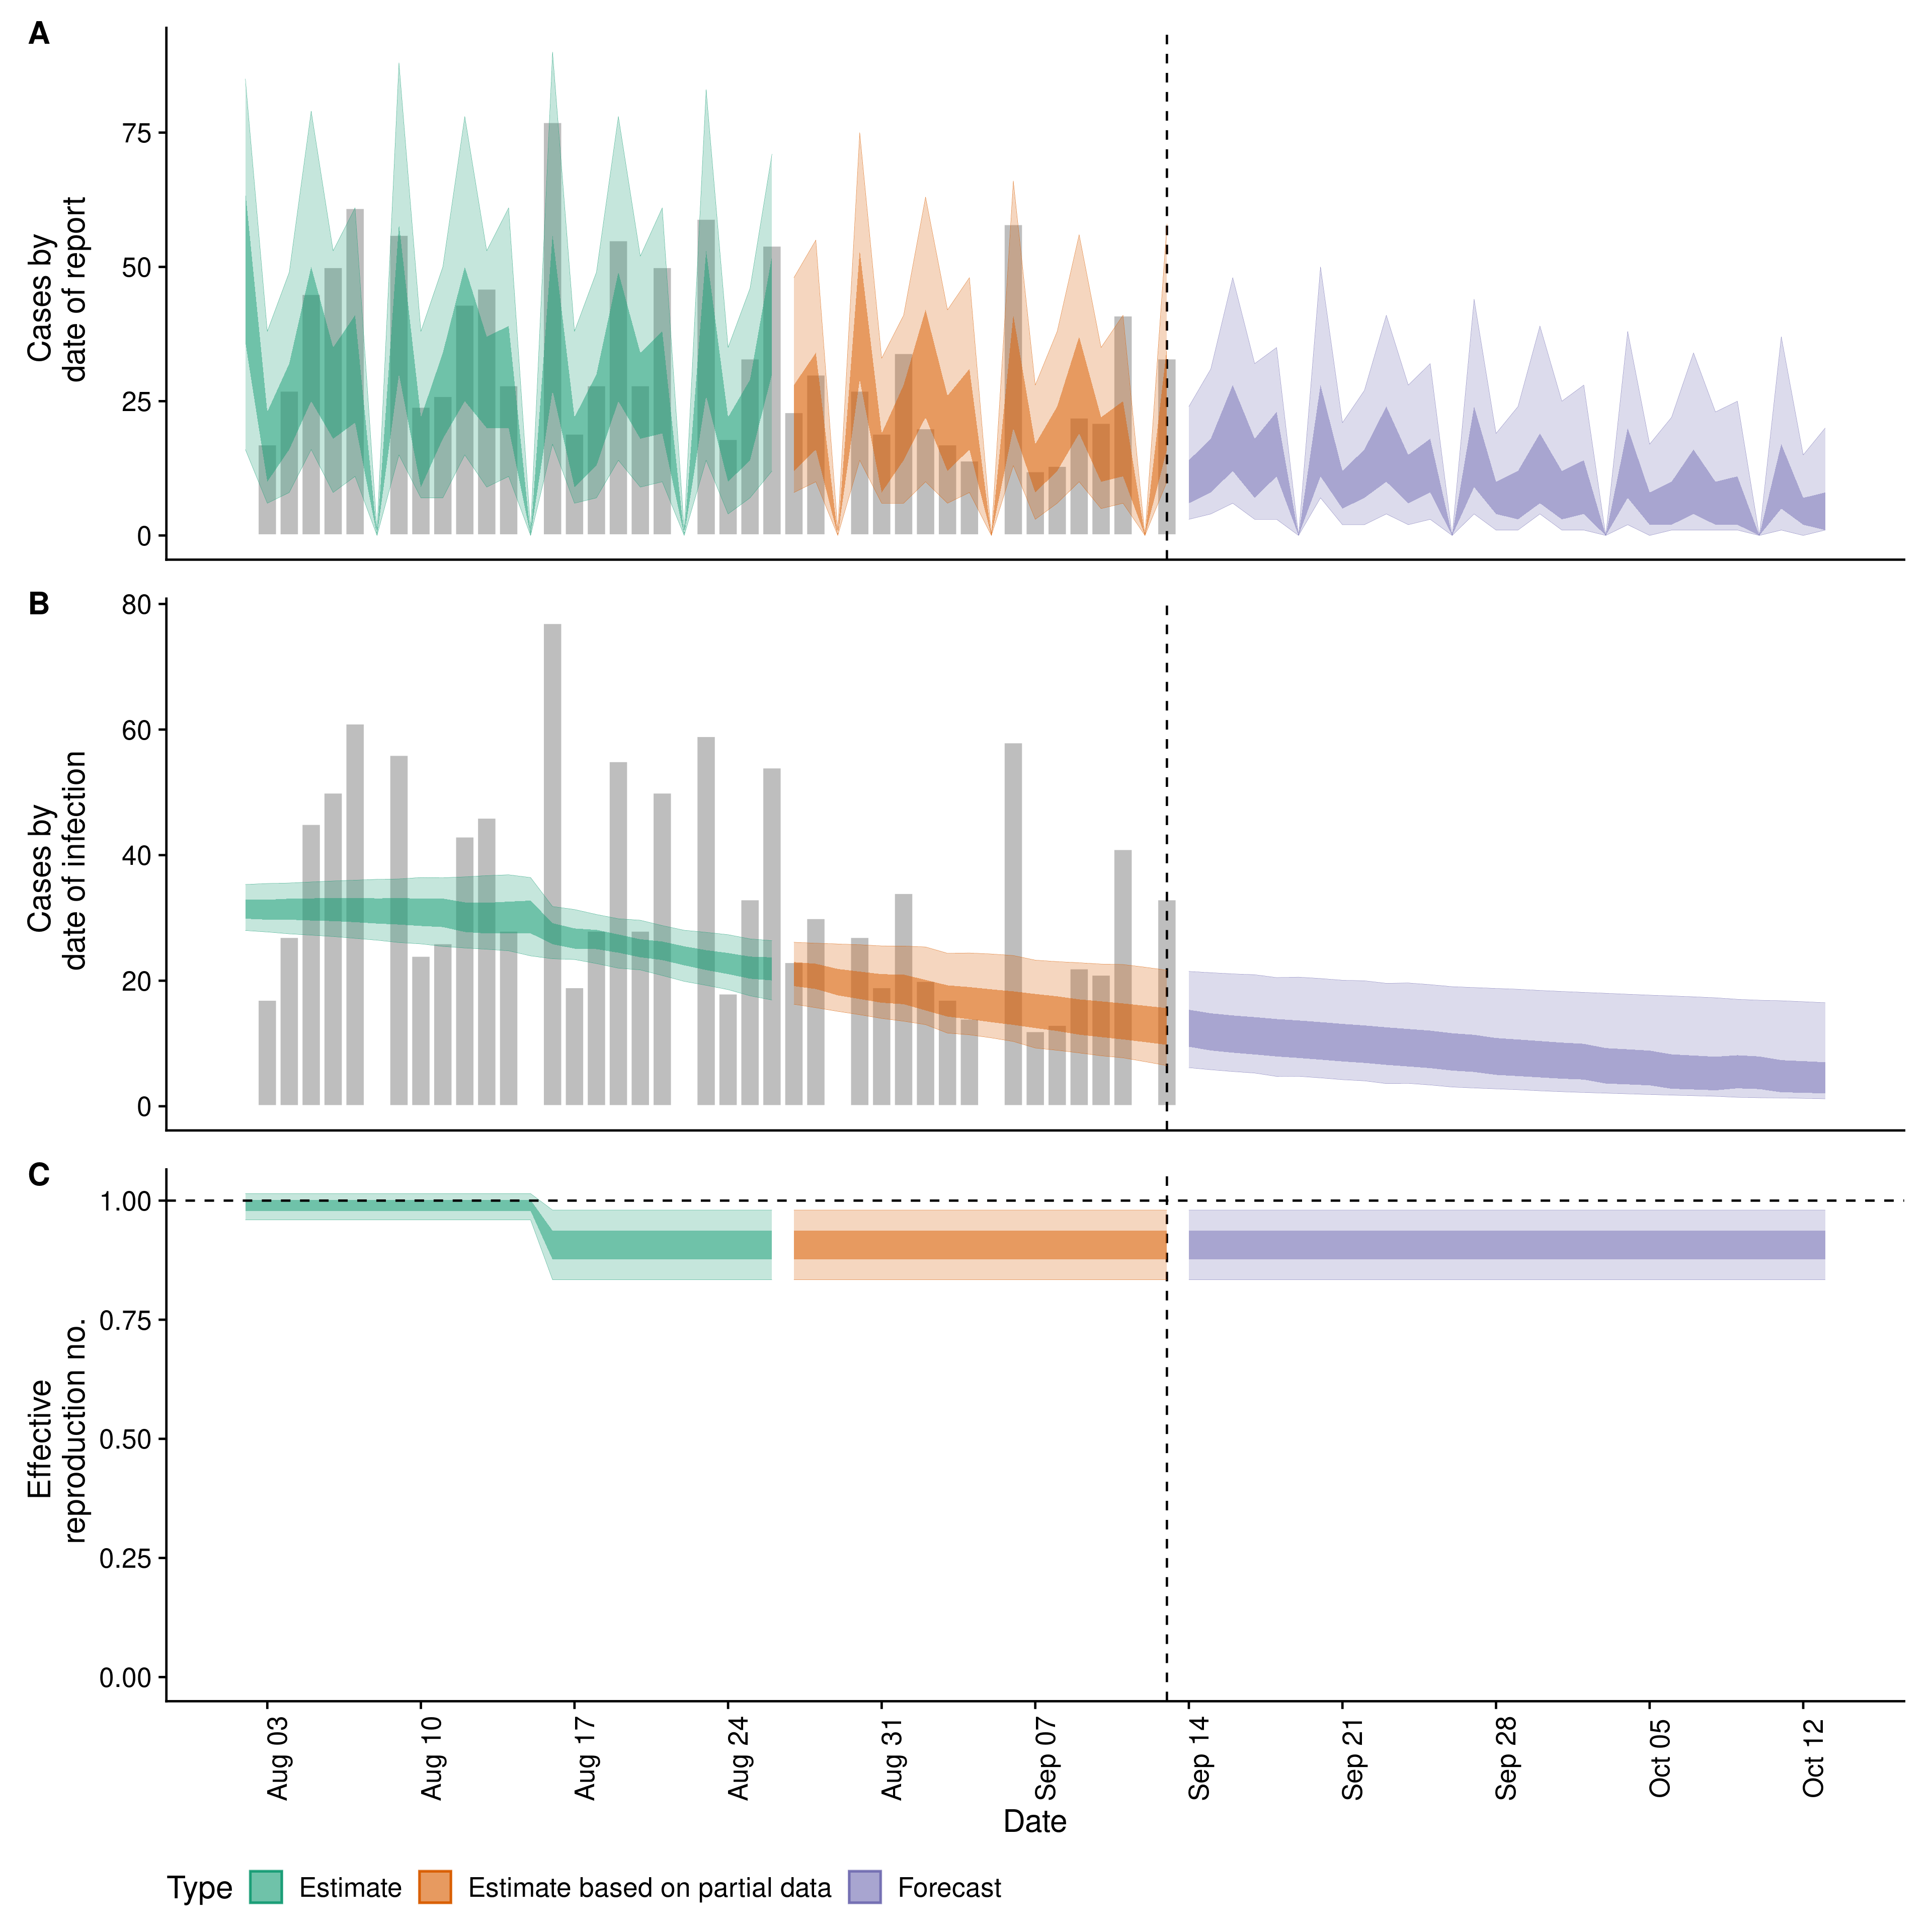 A
Cases by
date of report
75
50
25
0
B
Cases by
date of infection
80
60
40
20
0
C
Effective
reproduction no.
1.00
0.75
0.50
0.25
0.00
Aug 03
Aug 10
Aug 17
Aug 24
Aug 31
Sep 07
Sep 14
Sep 21
Sep 28
Oct 05
Oct 12
Date
Type Estimate Estimate based on partial data Forecast